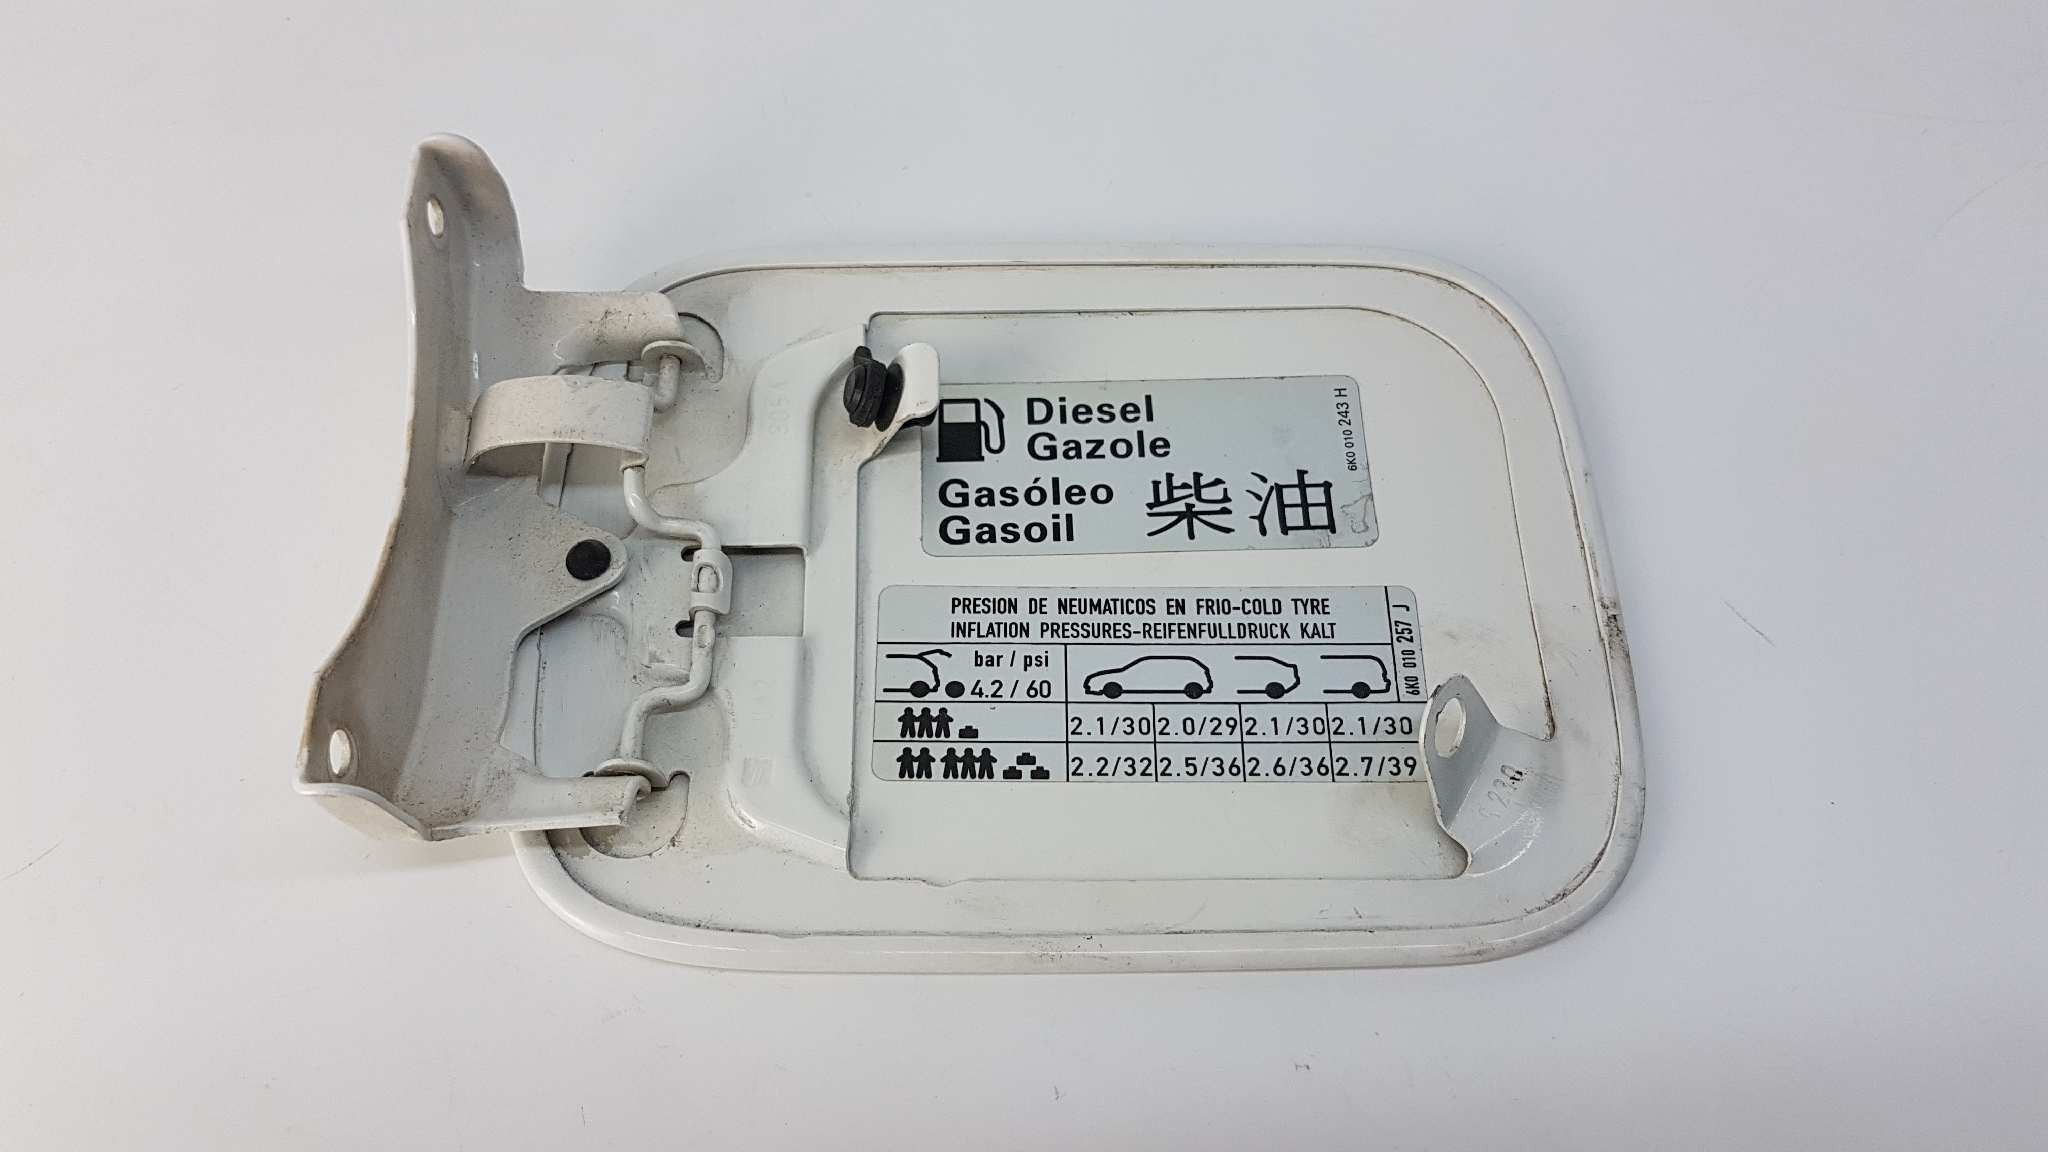 Diesel
Gazole
Gasóleo
Gasoil
柴油
6K0 010 243 H
PRESION DE NEUMATICOS EN FRIO-COLD TYRE
INFLATION PRESSURES-REIFENFULLDRUCK KALT
6K0 010 257 J
bar / psi
4.2 / 60
2.1/30 2.0/29 2.1/30 2.1/30
2.2/32 2.5/36 2.6/36 2.7/39